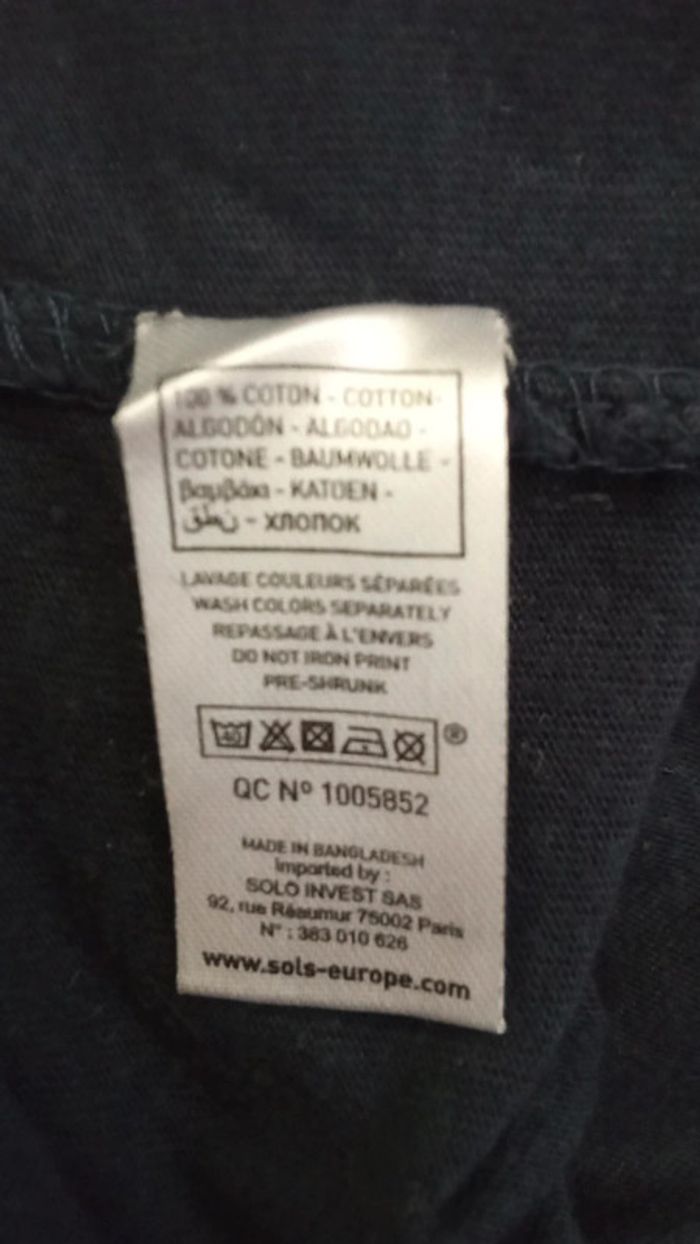 100 % COTON - COTTON-
ALGODÓN - ALGODAO -
COTONE - BAUMWOLLE -
βαμβάκι - KATOEN -
قطن - ХЛОПОК
LAVAGE COULEURS SÉPARÉES
WASH COLORS SEPARATELY
REPASSAGE À L'ENVERS
DO NOT IRON PRINT
PRE-SHRUNK
40 ®
QC Nº 1005852
MADE IN BANGLADESH
Imported by :
SOLO INVEST SAS
92, rue Réaumur 75002 Paris
N° : 383 010 626
www.sols-europe.com